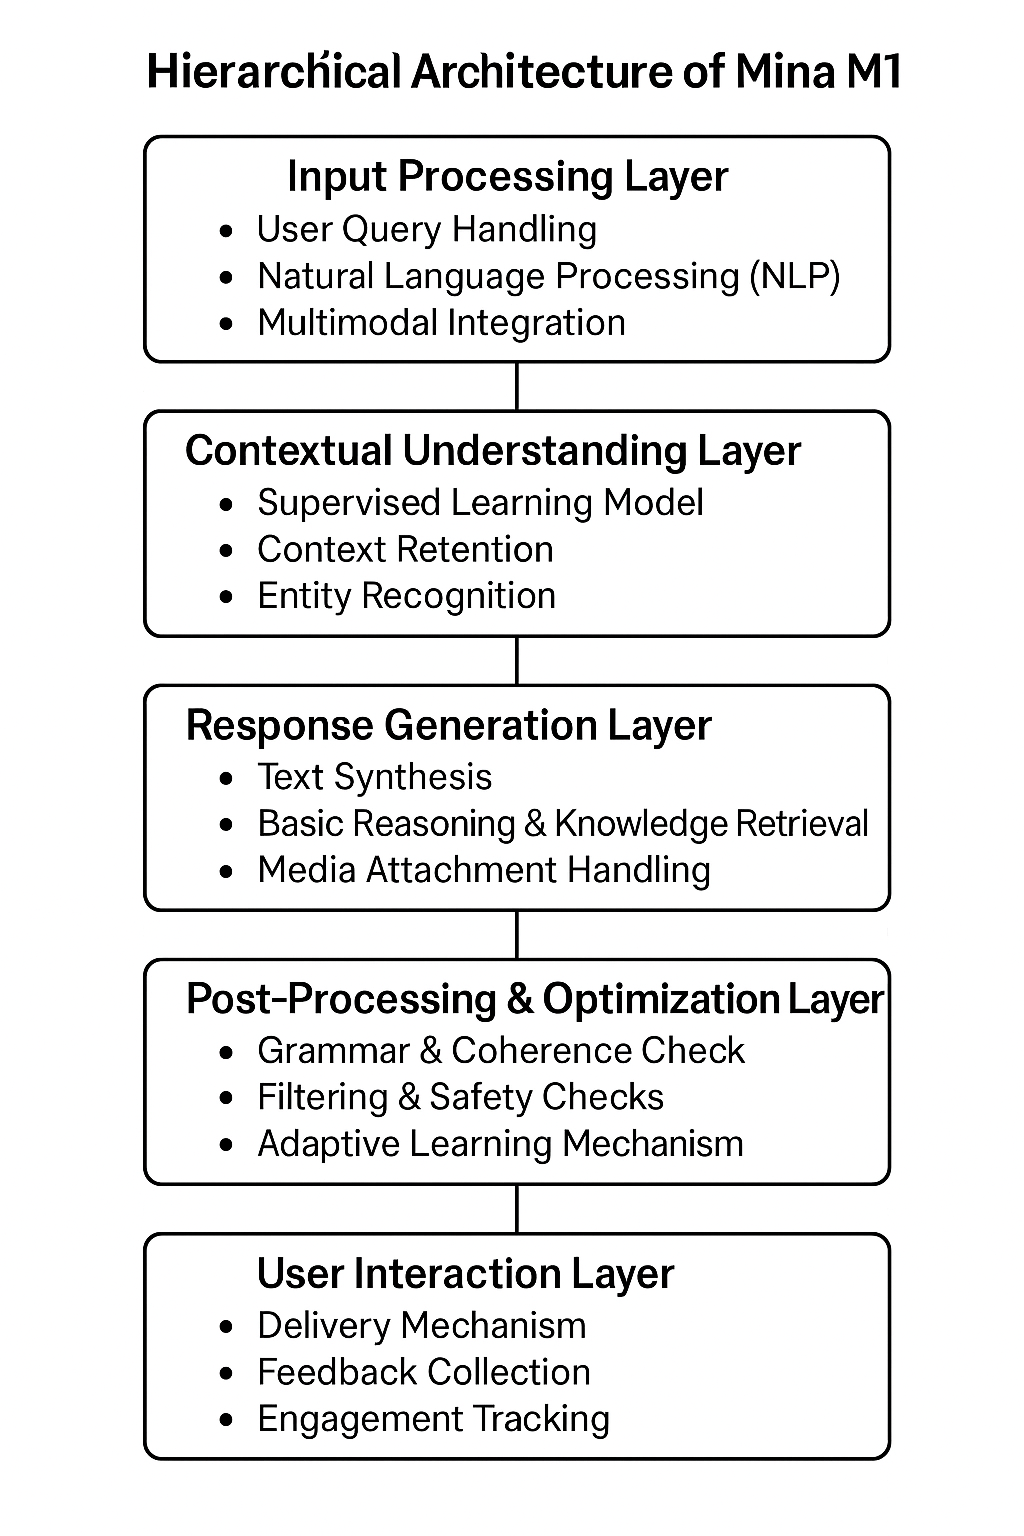 Hierarchical Architecture of Mina M1
Input Processing Layer
• User Query Handling
• Natural Language Processing (NLP)
• Multimodal Integration
Contextual Understanding Layer
• Supervised Learning Model
• Context Retention
• Entity Recognition
Response Generation Layer
• Text Synthesis
• Basic Reasoning & Knowledge Retrieval
• Media Attachment Handling
Post-Processing & Optimization Layer
• Grammar & Coherence Check
• Filtering & Safety Checks
• Adaptive Learning Mechanism
User Interaction Layer
• Delivery Mechanism
• Feedback Collection
• Engagement Tracking